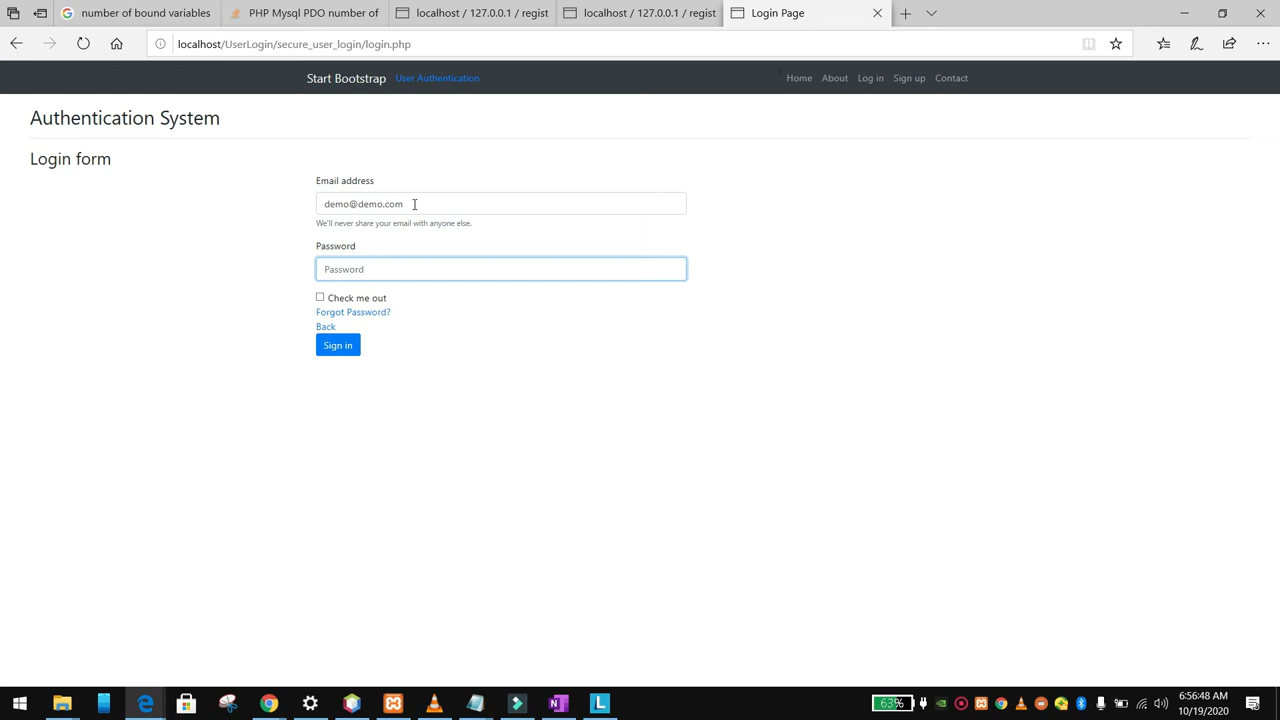 number of bound variables
PHP Mysql PDO number of
localhost / 127.0.0.1 / regist
localhost / 127.0.0.1 / regist
Login Page
localhost/UserLogin/secure_user_login/login.php
Start Bootstrap User Authentication Home About Log in Sign up Contact
Authentication System
Login form
Email address
demo@demo.com
We'll never share your email with anyone else.
Password
Password
Check me out
Forgot Password?
Back
Sign in
63%
6:56:48 AM
10/19/2020